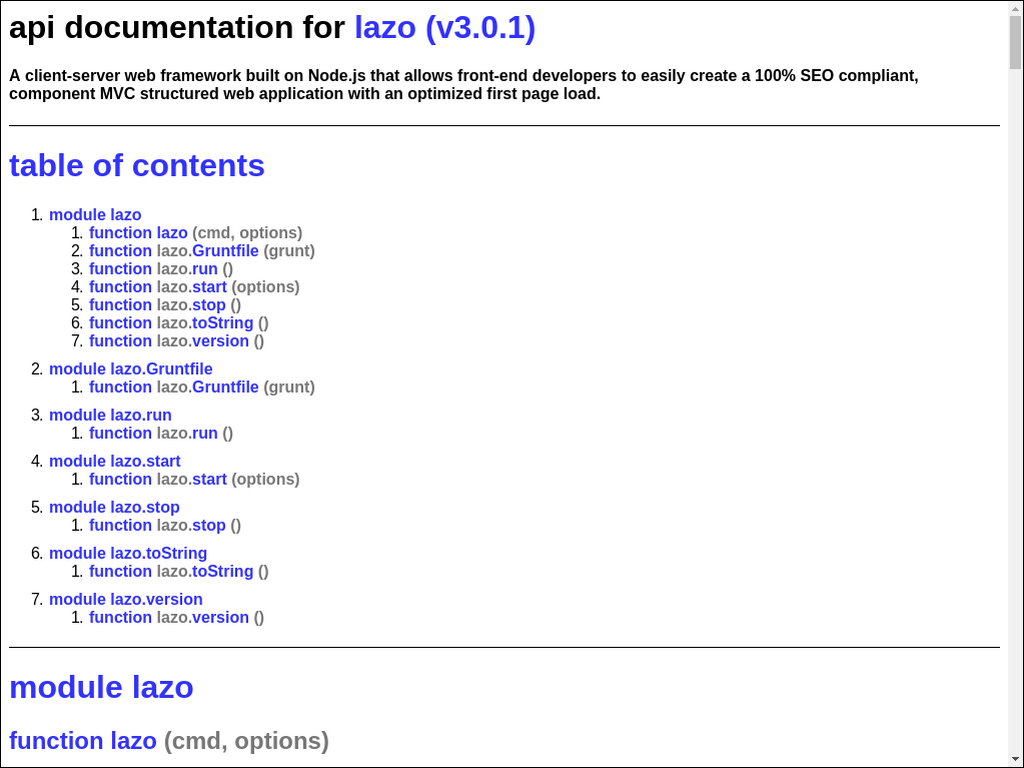 api documentation for lazo (v3.0.1)
A client-server web framework built on Node.js that allows front-end developers to easily create a 100% SEO compliant,
component MVC structured web application with an optimized first page load.
table of contents
1. module lazo
1. function lazo (cmd, options)
2. function lazo.Gruntfile (grunt)
3. function lazo.run ()
4. function lazo.start (options)
5. function lazo.stop ()
6. function lazo.toString ()
7. function lazo.version ()
2. module lazo.Gruntfile
1. function lazo.Gruntfile (grunt)
3. module lazo.run
1. function lazo.run ()
4. module lazo.start
1. function lazo.start (options)
5. module lazo.stop
1. function lazo.stop ()
6. module lazo.toString
1. function lazo.toString ()
7. module lazo.version
1. function lazo.version ()
module lazo
function lazo (cmd, options)